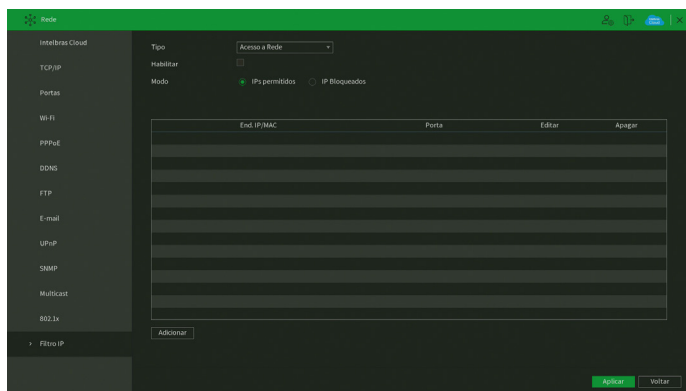 Rede
Intelbras Cloud
TCP/IP
Portas
Wi-Fi
PPPoE
DDNS
FTP
E-mail
UPnP
SNMP
Multicast
802.1x
> Filtro IP
Tipo Acesso a Rede
Habilitar
Modo IPs permitidos IP Bloqueados
End. IP/MAC Porta Editar Apagar
Adicionar
Aplicar Voltar